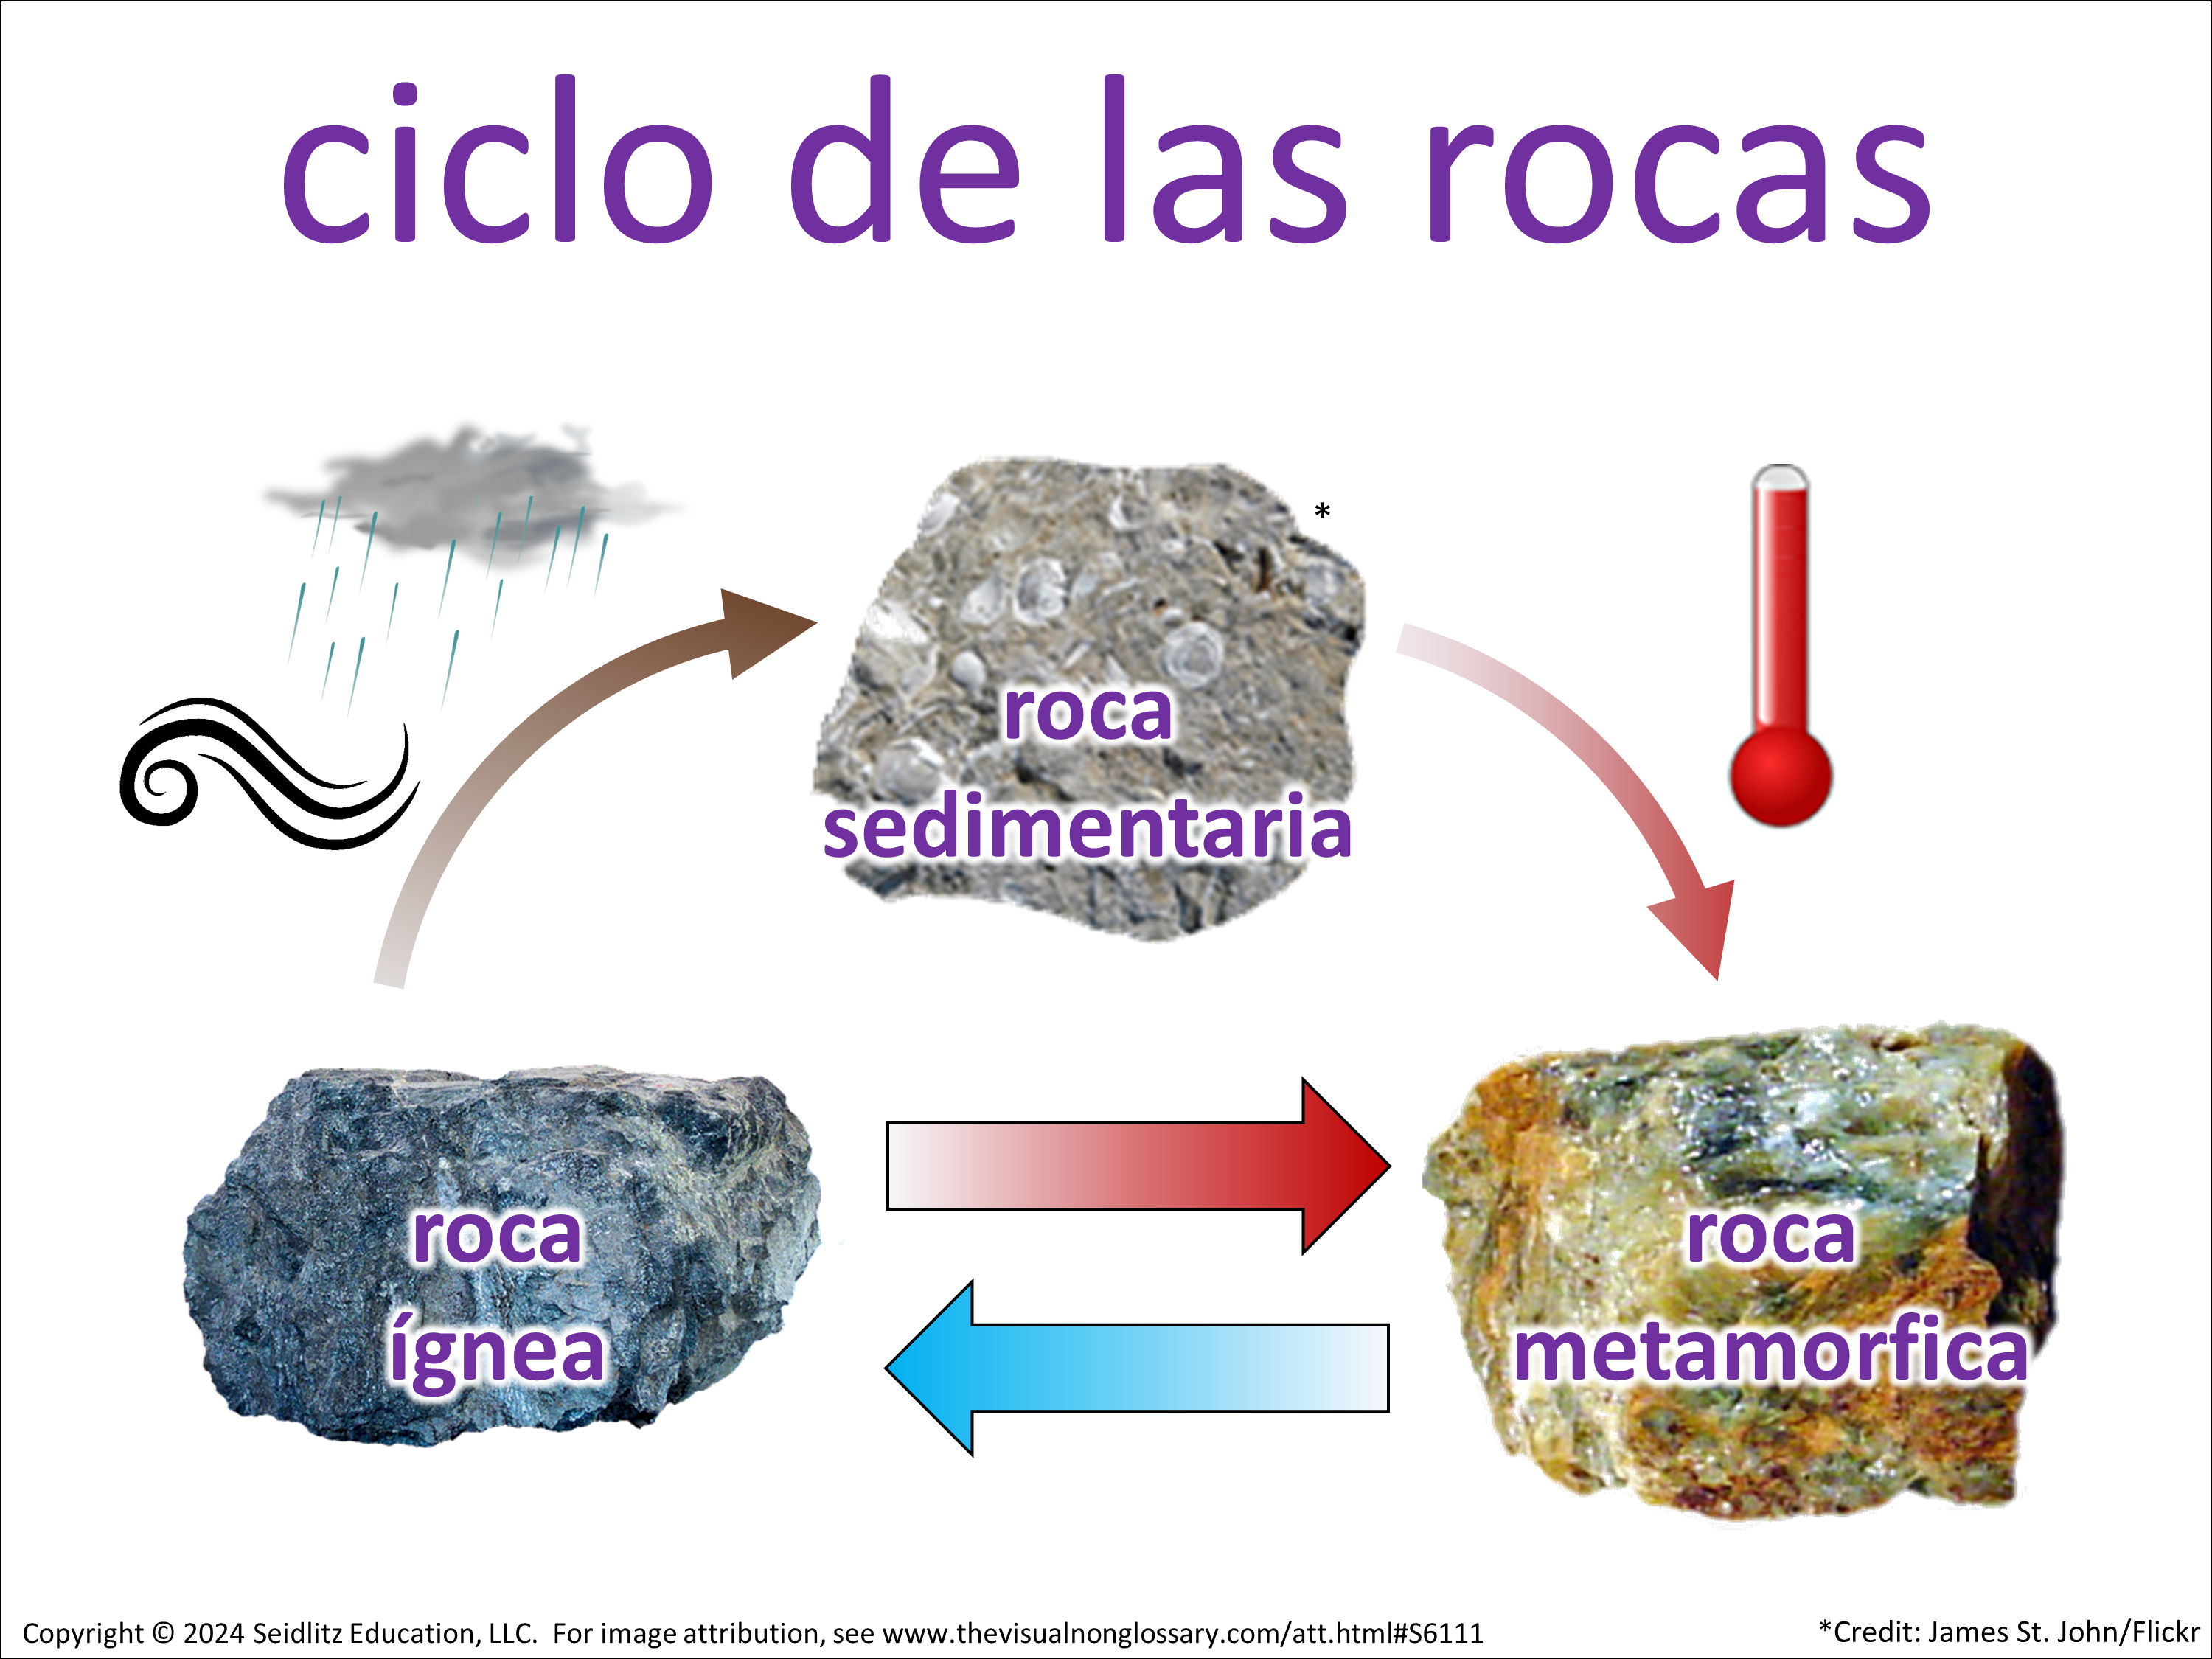 ciclo de las rocas
*
roca
sedimentaria
roca
ígnea
roca
metamorfica
Copyright © 2024 Seidlitz Education, LLC.  For image attribution, see www.thevisualnonglossary.com/att.html#S6111
*Credit: James St. John/Flickr